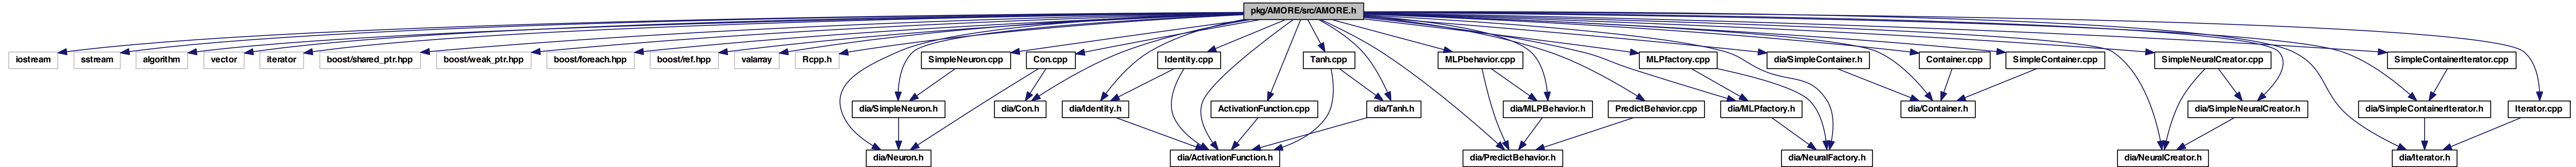 pkg/AMORE/src/AMORE.h
iostream
sstream
algorithm
vector
iterator
boost/shared_ptr.hpp
boost/weak_ptr.hpp
boost/foreach.hpp
boost/ref.hpp
valarray
Rcpp.h
SimpleNeuron.cpp
Con.cpp
Identity.cpp
Tanh.cpp
MLPbehavior.cpp
MLPfactory.cpp
dia/SimpleContainer.h
Container.cpp
SimpleContainer.cpp
SimpleNeuralCreator.cpp
SimpleContainerIterator.cpp
dia/SimpleNeuron.h
dia/Con.h
dia/Identity.h
ActivationFunction.cpp
dia/Tanh.h
dia/MLPBehavior.h
PredictBehavior.cpp
dia/MLPfactory.h
dia/Container.h
dia/SimpleNeuralCreator.h
dia/SimpleContainerIterator.h
Iterator.cpp
dia/Neuron.h
dia/ActivationFunction.h
dia/PredictBehavior.h
dia/NeuralFactory.h
dia/NeuralCreator.h
dia/Iterator.h